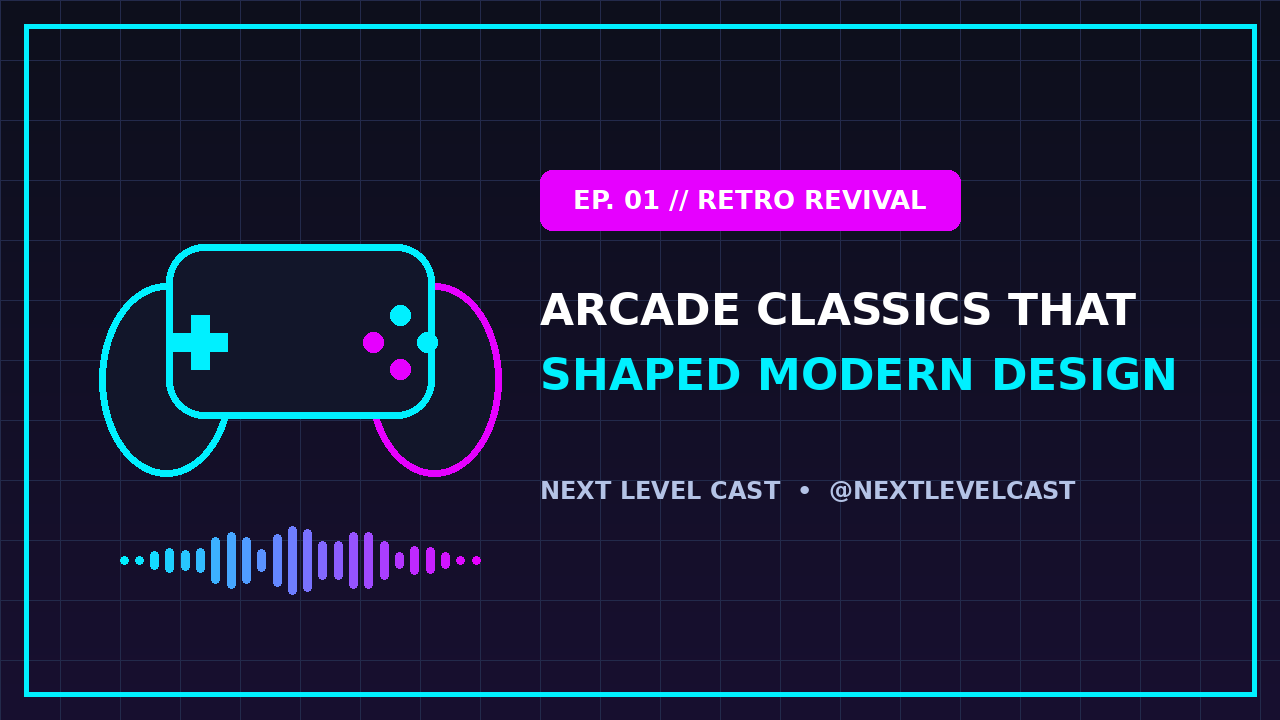 EP. 01 // RETRO REVIVAL
ARCADE CLASSICS THAT
SHAPED MODERN DESIGN
NEXT LEVEL CAST • @NEXTLEVELCAST